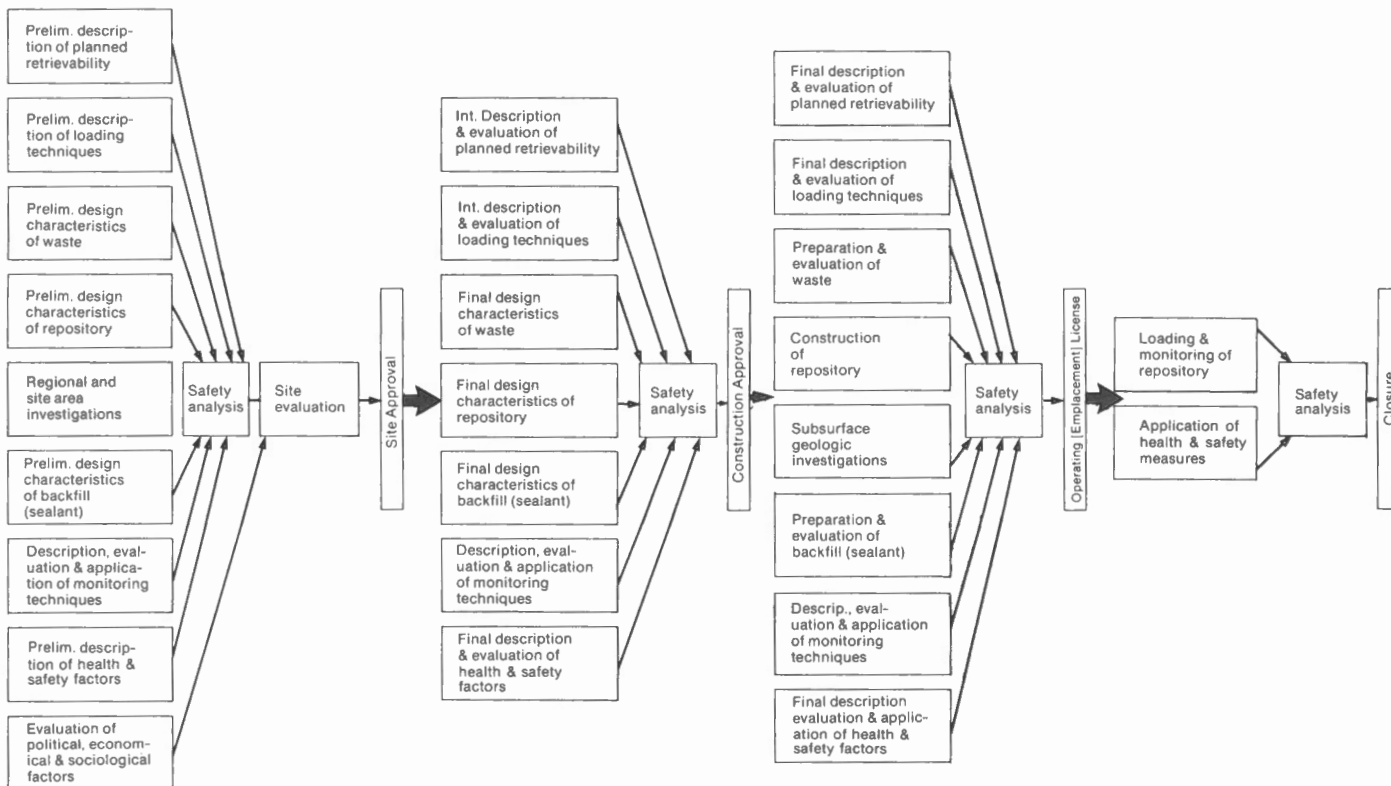 Prelim. descrip-
tion of planned
retrievability
Prelim. descrip-
tion of loading
techniques
Prelim. design
characteristics
of waste
Prelim. design
characteristics
of repository
Regional and
site area
investigations
Prelim. design
characteristics
of backfill
(sealant)
Description, eval-
uation & applica-
tion of monitoring
techniques
Prelim. descrip-
tion of health &
safety factors
Evaluation of
political, econom-
ical & sociological
factors
Safety
analysis
Site
evaluation
Site Approval
Int. Description
& evaluation of
planned retrievability
Int. description
& evaluation of
loading techniques
Final design
characteristics
of waste
Final design
characteristics of
repository
Final design
characteristics of
backfill (sealant)
Description, eval-
uation & application
of monitoring
techniques
Final description
& evaluation of
health & safety
factors
Safety
analysis
Construction Approval
Final description
& evaluation of
planned retrievability
Final description
& evaluation of
loading techniques
Preparation &
evaluation of
waste
Construction
of
repository
Subsurface
geologic
investigations
Preparation &
evaluation of
backfill (sealant)
Descrip., eval-
uation & application
of monitoring
techniques
Final description
evaluation & applic-
ation of health &
safety factors
Safety
analysis
Operating [Emplacement] License
Loading &
monitoring of
repository
Application of
health & safety
measures
Safety
analysis
Closure